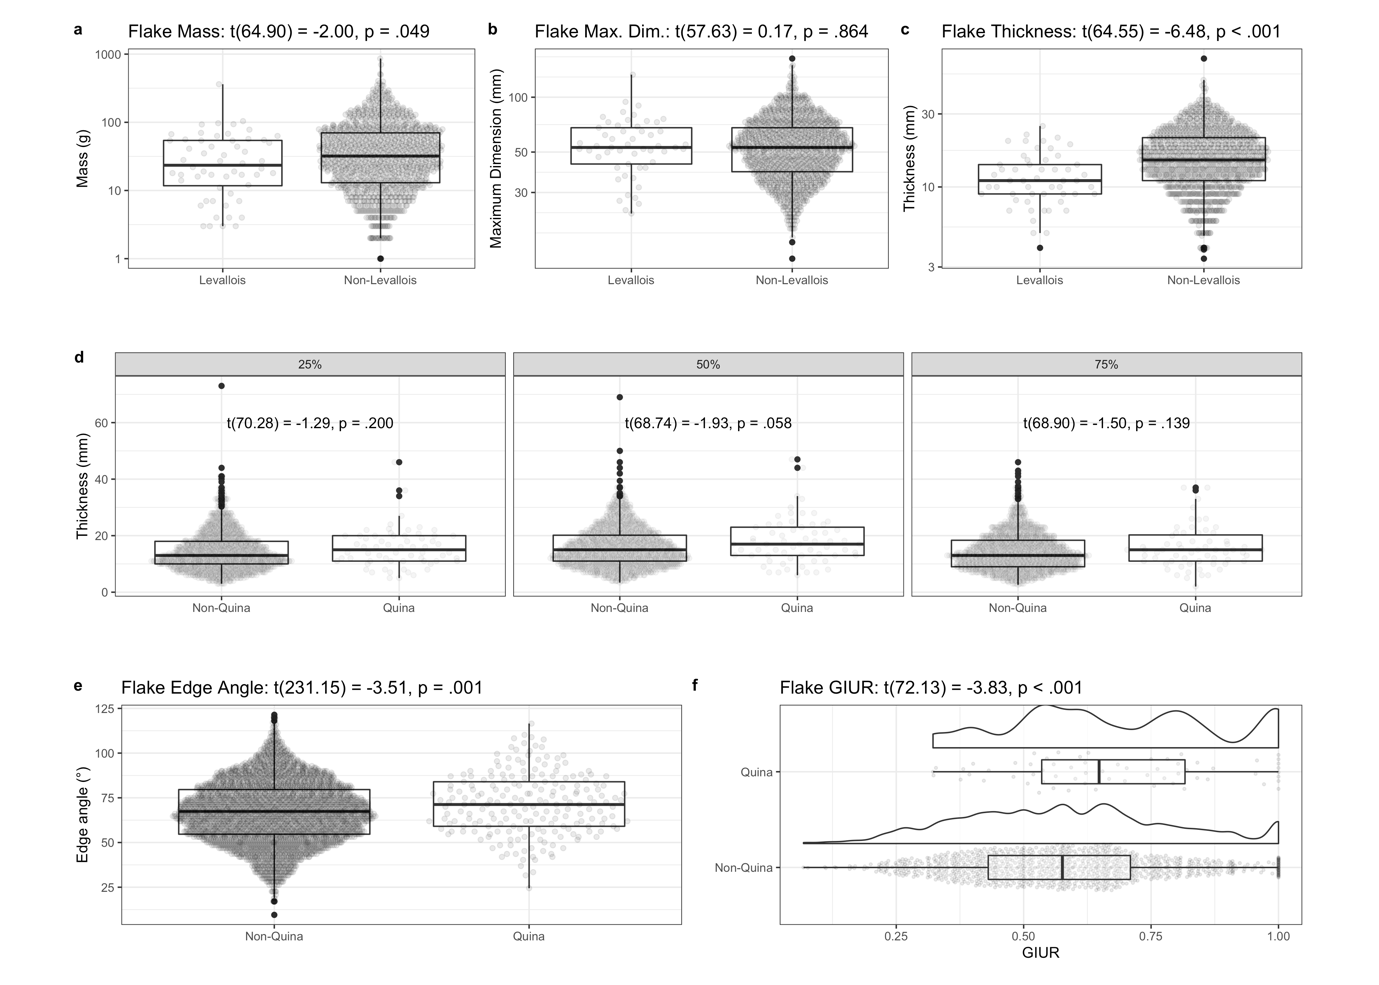 a Flake Mass: t(64.90) = -2.00, p = .049
Mass (g)
1000
100
10
1
Levallois Non-Levallois
b Flake Max. Dim.: t(57.63) = 0.17, p = .864
Maximum Dimension (mm)
100
50
30
Levallois Non-Levallois
c Flake Thickness: t(64.55) = -6.48, p < .001
Thickness (mm)
30
10
3
Levallois Non-Levallois
d
25% 50% 75%
Thickness (mm)
60
40
20
0
t(70.28) = -1.29, p = .200
t(68.74) = -1.93, p = .058
t(68.90) = -1.50, p = .139
Non-Quina Quina Non-Quina Quina Non-Quina Quina
e Flake Edge Angle: t(231.15) = -3.51, p = .001
Edge angle (°)
125
100
75
50
25
Non-Quina Quina
f Flake GIUR: t(72.13) = -3.83, p < .001
Quina
Non-Quina
0.25 0.50 0.75 1.00
GIUR